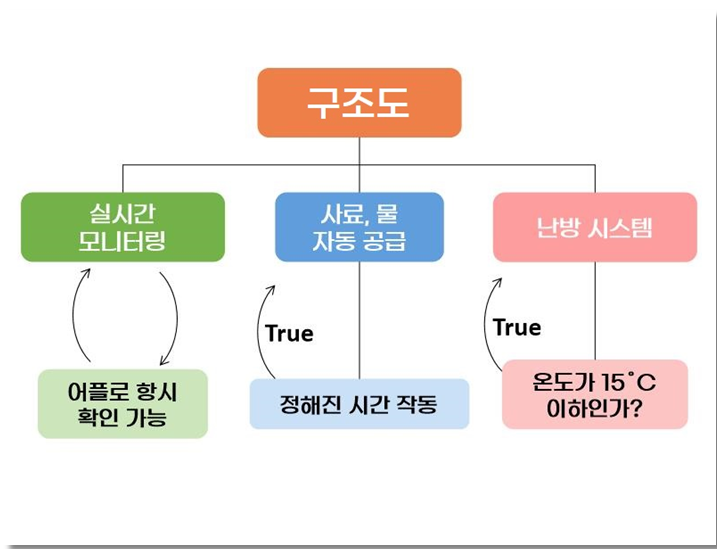 구조도
실시간
모니터링
사료, 물
자동 공급
난방 시스템
True
True
어플로 항시
확인 가능
정해진 시간 작동
온도가 15˚C
이하인가?